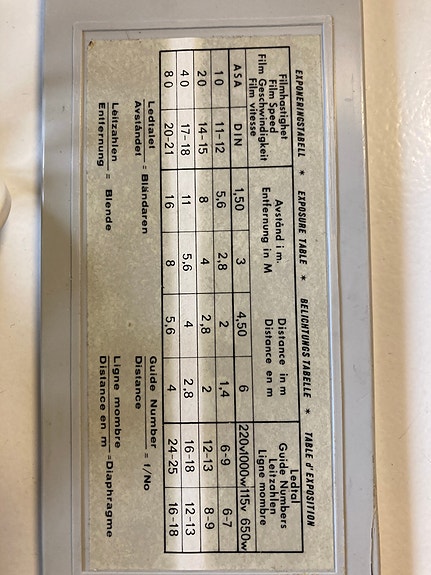 EXPONERINGSTABELL * EXPOSURE TABLE * BELICHTUNGS TABELLE * TABLE d'EXPOSITION
Filmhastighet Avstånd i m. Distance in m Ledtal
Film Speed Entfernung in M Distance en m Guide Numbers
Film Geschwindigkeit Leitzahlen
Film vitesse Ligne mombre
ASA DIN 1,50 3 4,50 6 220v1000w 115v 650w
10 11-12 5,6 2,8 2 1,4 6-9 6-7
20 14-15 8 4 2,8 2 12-13 8-9
40 17-18 11 5,6 4 2,8 16-18 12-13
80 20-21 16 8 5,6 4 24-25 16-18
Ledtalet Guide Number
Avståndet = Bländaren Distance = f/No
Leitzahlen Ligne mombre
Entfernung = Blende Distance en m = Diaphragme